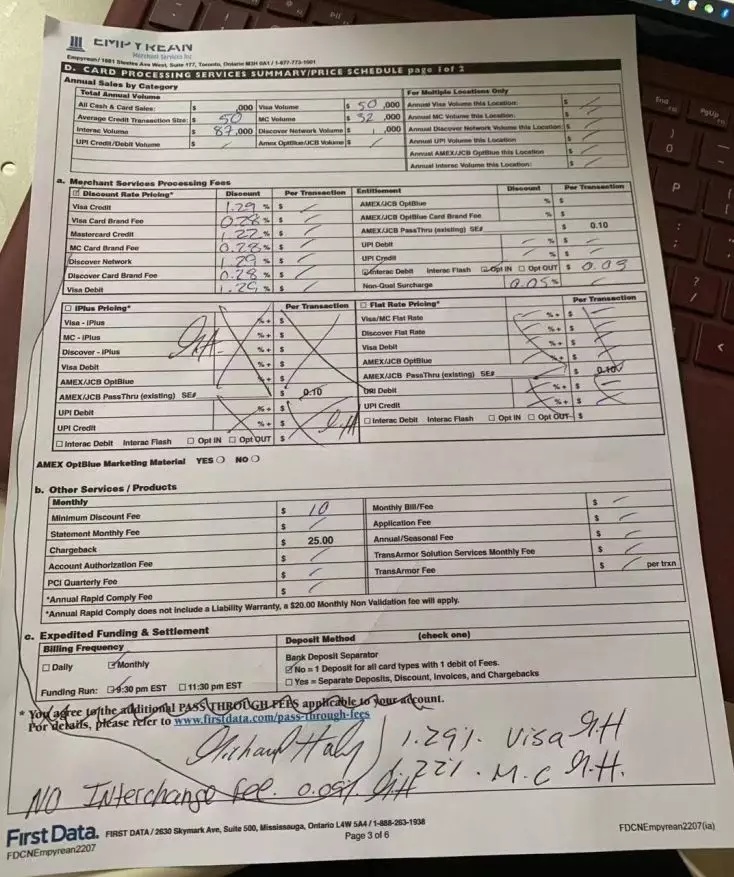 EMPYREAN
Merchant Services Inc
Empyrean/ 1881 Steeles Ave West, Suite 177, Toronto, Ontario M3H 0A1 / 1-877-773-1001
D. CARD PROCESSING SERVICES SUMMARY/PRICE SCHEDULE page 1 of 2
Annual Sales by Category
Total Annual Volume For Multiple Locations Only
All Cash & Card Sales: $ ,000 Visa Volume $ 50 ,000 Annual Visa Volume this Location: $
Average Credit Transaction Size: $ 50 MC Volume $ 32 ,000 Annual MC Volume this Location: $
Interac Volume $ 87,000 Discover Network Volume $ 1 ,000 Annual Discover Network Volume this Location: $
UPI Credit/Debit Volume $ Amex OptBlue/JCB Volume $ Annual UPI Volume this Location $
Annual AMEX/JCB OptBlue this Location $
Annual Interac Volume this Location: $
a. Merchant Services Processing Fees
☑ Discount Rate Pricing* Discount Per Transaction Entitlement Discount Per Transaction
Visa Credit 1.29 % $ AMEX/JCB OptBlue % $
Visa Card Brand Fee 0.28 % $ AMEX/JCB OptBlue Card Brand Fee % $
Mastercard Credit 1.22 % $ AMEX/JCB PassThru (existing) SE# $ 0.10
MC Card Brand Fee 0.28 % $ UPI Debit % $
Discover Network 1.29 % $ UPI Credit % $
Discover Card Brand Fee 0.28 % $ ☑ Interac Debit Interac Flash ☑ Opt IN ☐ Opt OUT $ 0.09
Visa Debit 1.29 % $ Non-Qual Surcharge 0.05%
☐ IPlus Pricing* Per Transaction ☐ Flat Rate Pricing* Per Transaction
Visa - IPlus %+ $ Visa/MC Flat Rate %+ $
MC - IPlus %+ $ Discover Flat Rate %+ $
Discover - IPlus %+ $ Visa Debit %+ $
Visa Debit %+ $ AMEX/JCB OptBlue %+ $
AMEX/JCB OptBlue %+ $ AMEX/JCB PassThru (existing) SE# $ 0.10
AMEX/JCB PassThru (existing) SE# $ 0.10 UPI Debit %+ $
UPI Debit %+ $ UPI Credit %+ $
UPI Credit %+ $ ☐ Interac Debit Interac Flash ☐ Opt IN ☐ Opt OUT $
☐ Interac Debit Interac Flash ☐ Opt IN ☐ Opt OUT $
AMEX OptBlue Marketing Material YES NO
b. Other Services / Products
Monthly
Minimum Discount Fee $ 10 Monthly Bill/Fee $
Statement Monthly Fee $ Application Fee $
Chargeback $ 25.00 Annual/Seasonal Fee $
Account Authorization Fee $ TransArmor Solution Services Monthly Fee $
PCI Quarterly Fee $ TransArmor Fee $ per trxn
*Annual Rapid Comply Fee $
*Annual Rapid Comply does not include a Liability Warranty, a $20.00 Monthly Non Validation fee will apply.
c. Expedited Funding & Settlement
Billing Frequency Deposit Method (check one)
☐ Daily ☑ Monthly Bank Deposit Separator
☑ No = 1 Deposit for all card types with 1 debit of Fees.
Funding Run: ☑ 9:30 pm EST ☐ 11:30 pm EST ☐ Yes = Separate Deposits, Discount, Invoices, and Chargebacks
* You agree to the additional PASS THROUGH FEES applicable to your account.
For details, please refer to www.firstdata.com/pass-through-fees
1.29% Visa
1.22% . M.C
NO Interchange fee. 0.09%
First Data. FIRST DATA / 2630 Skymark Ave, Suite 500, Mississauga, Ontario L4W 5A4 / 1-888-263-1938
FDCNEmpyrean2207 Page 3 of 6 FDCNEmpyrean2207(ia)